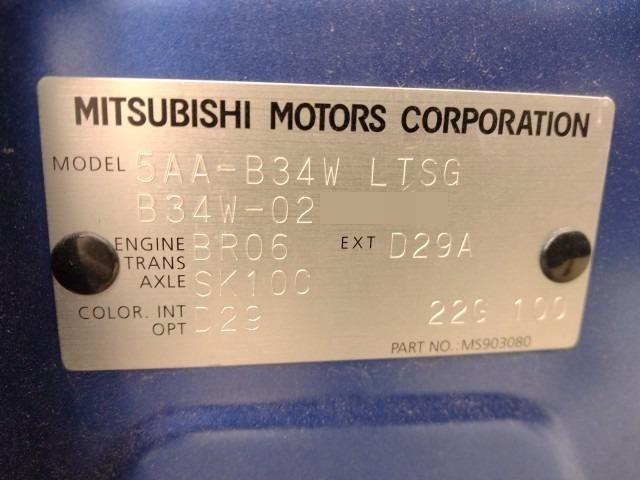 MITSUBISHI MOTORS CORPORATION
MODEL 5AA-B34W LTSG
B34W-02
ENGINE BR06 EXT D29A
TRANS AXLE SK10C
COLOR. INT OPT D29 22G 100
PART NO.: MS903080